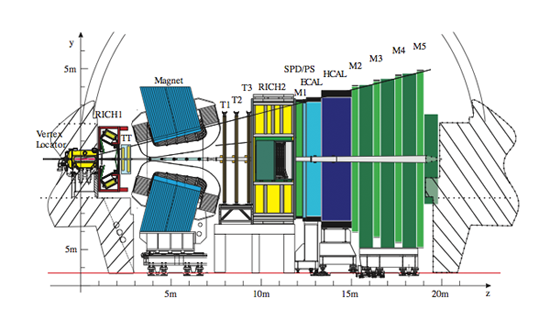 y
5m
Magnet
RICH1
TT
Vertex
Locator
T1
T2
T3
RICH2
SPD/PS
M1
ECAL
HCAL
M2
M3
M4
M5
5m
5m
10m
15m
20m
z